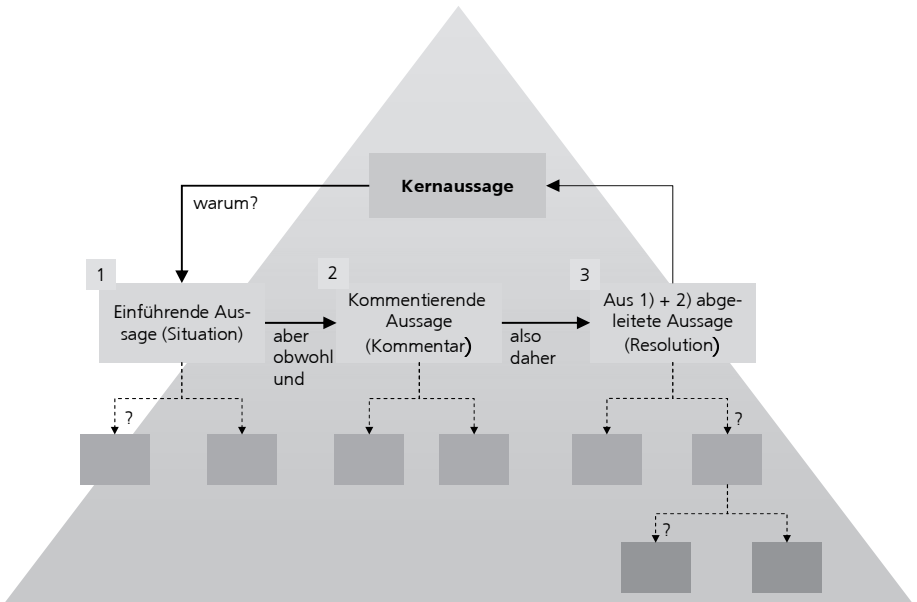 Kernaussage
warum?
1
Einführende Aus-
sage (Situation)
aber
obwohl
und
2
Kommentierende
Aussage
(Kommentar)
also
daher
3
Aus 1) + 2) abge-
leitete Aussage
(Resolution)
?
?
?